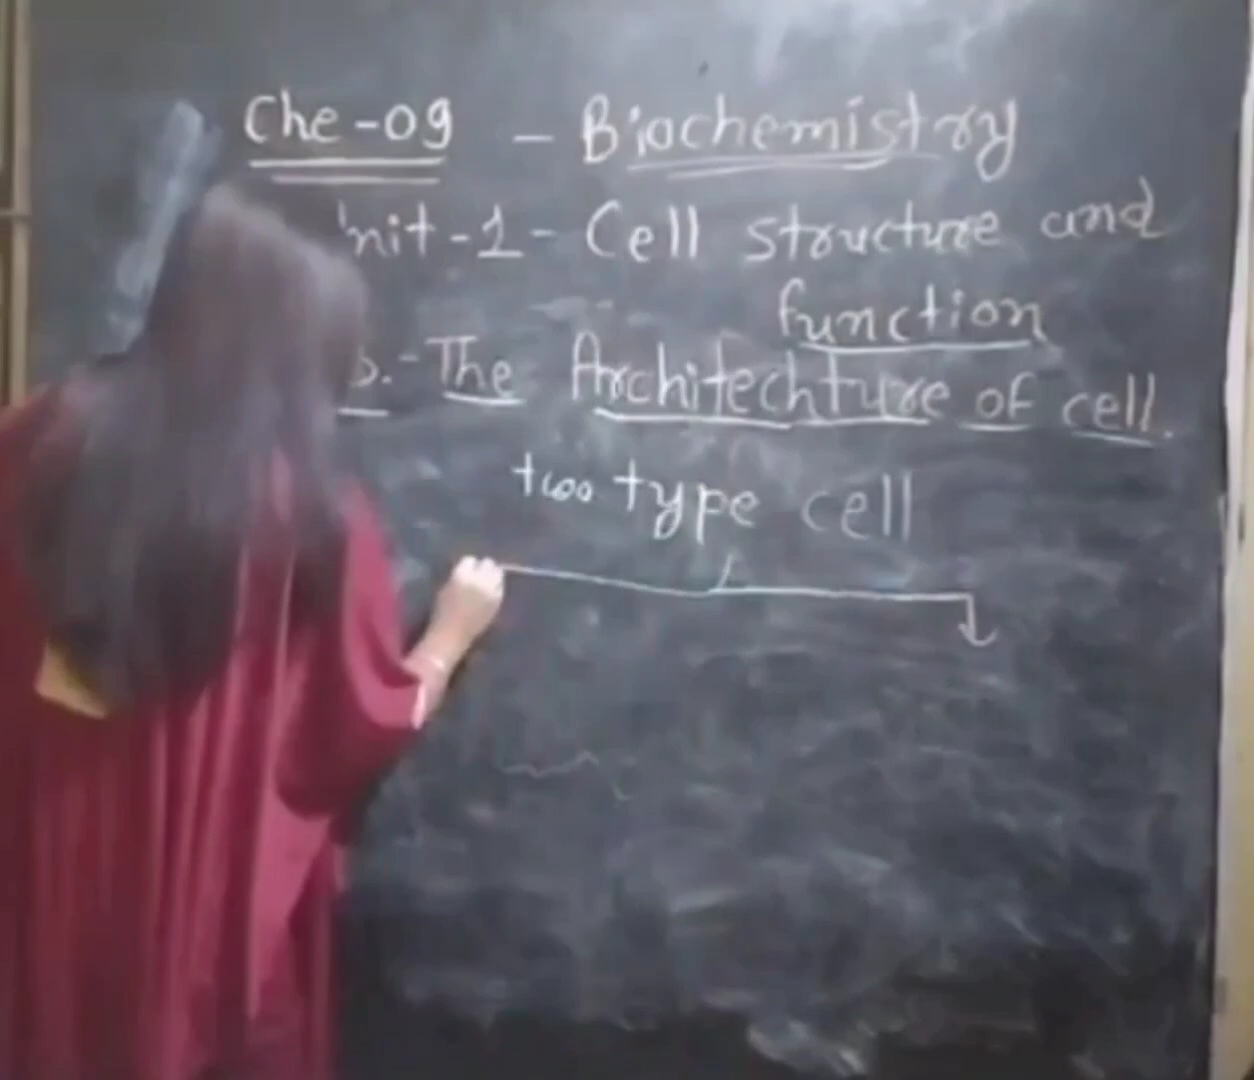 Che-09 - Biochemistry
nit-1- Cell structure and
function
.-The Architechture of cell.
two type cell